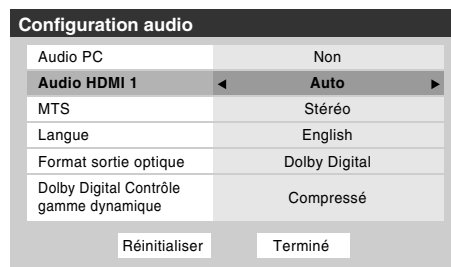 Configuration audio
Audio PC Non
Audio HDMI 1 ◀ Auto ▶
MTS Stéréo
Langue English
Format sortie optique Dolby Digital
Dolby Digital Contrôle
gamme dynamique Compressé
Réinitialiser Terminé